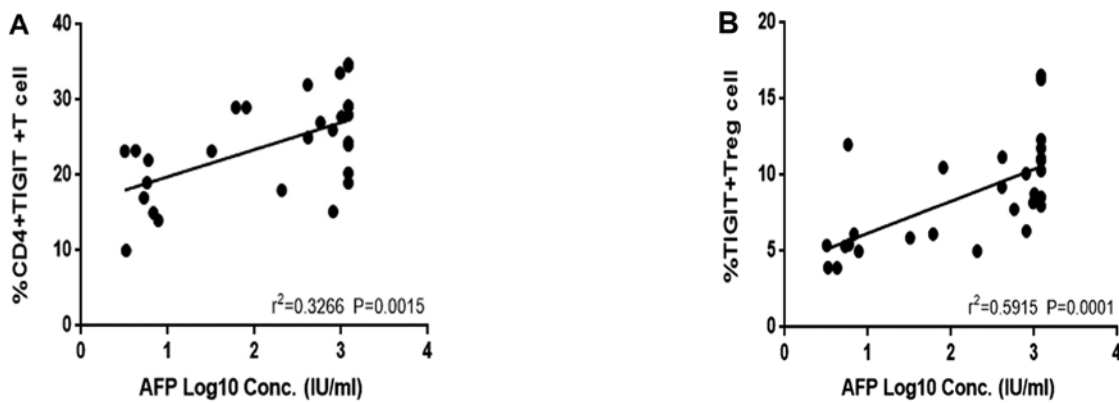 A
%CD4+TIGIT +T cell
40
30
20
10
0
r²=0.3266 P=0.0015
0 1 2 3 4
AFP Log10 Conc. (IU/ml)
B
%TIGIT+Treg cell
20
15
10
5
0
r²=0.5915 P=0.0001
0 1 2 3 4
AFP Log10 Conc. (IU/ml)